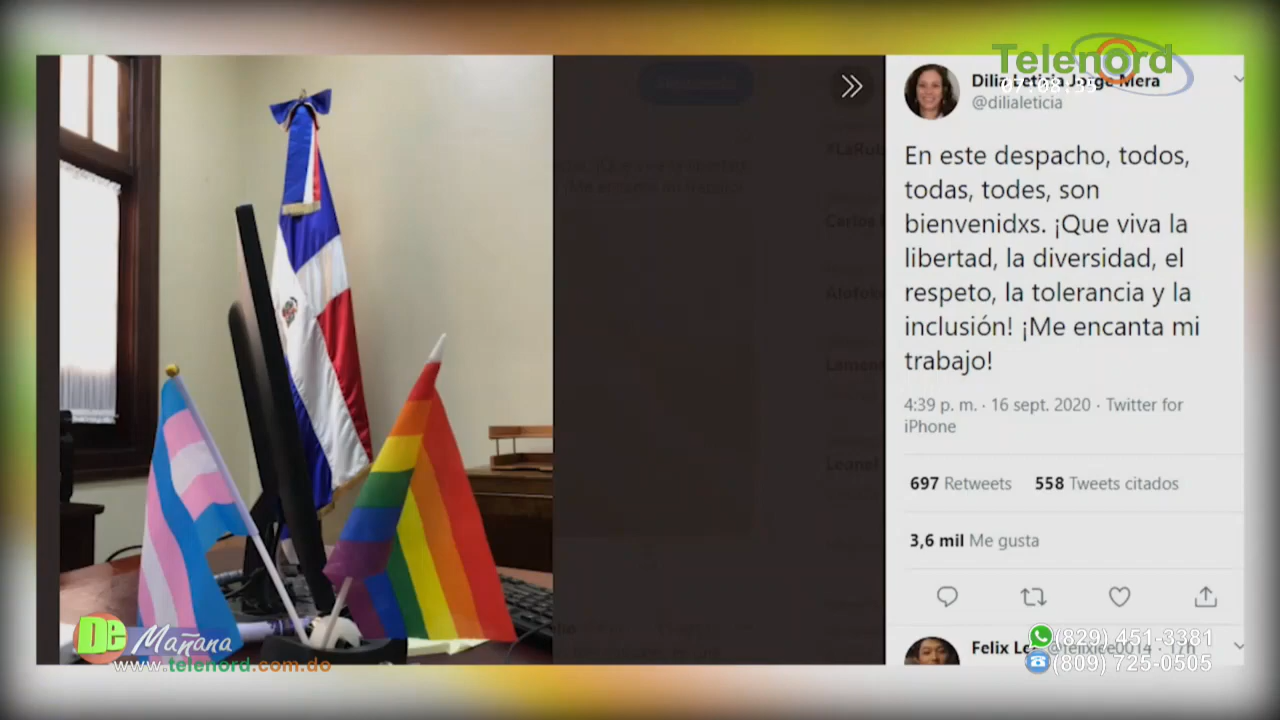 Telenord
Dilia Leticia Jorge Mera
@dilialeticia
En este despacho, todos,
todas, todes, son
bienvenidxs. ¡Que viva la
libertad, la diversidad, el
respeto, la tolerancia y la
inclusión! ¡Me encanta mi
trabajo!
4:39 p. m. · 16 sept. 2020 · Twitter for
iPhone
697 Retweets 558 Tweets citados
3,6 mil Me gusta
@felixlee0014 · 17h
Felix
(829) 451-3381
(809) 725-0505
De Mañana
www.telenord.com.do